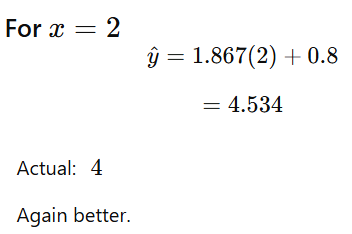 For x = 2
ŷ = 1.867(2) + 0.8
= 4.534
Actual: 4
Again better.